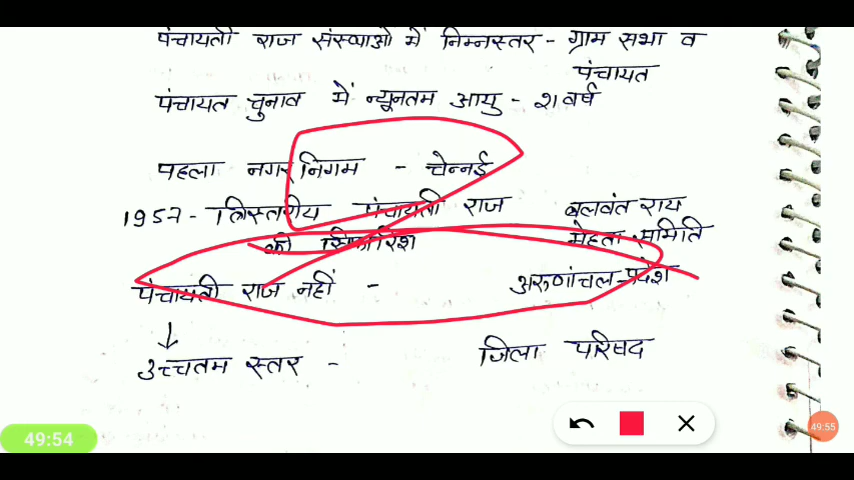 पंचायती राज संस्थाओ में निम्नस्तर - ग्राम सभा व
पंचायत
पंचायत चुनाव में न्यूनतम आयु - २१ वर्ष
पहला नगर निगम - चेन्नई
1957 - त्रिस्तरीय पंचायती राज बलवंत राय
की सिफारिश मेहता समिति
पंचायती राज नहीं - अरुणांचल प्रदेश
उच्चतम स्तर - जिला परिषद
49:54
49:55